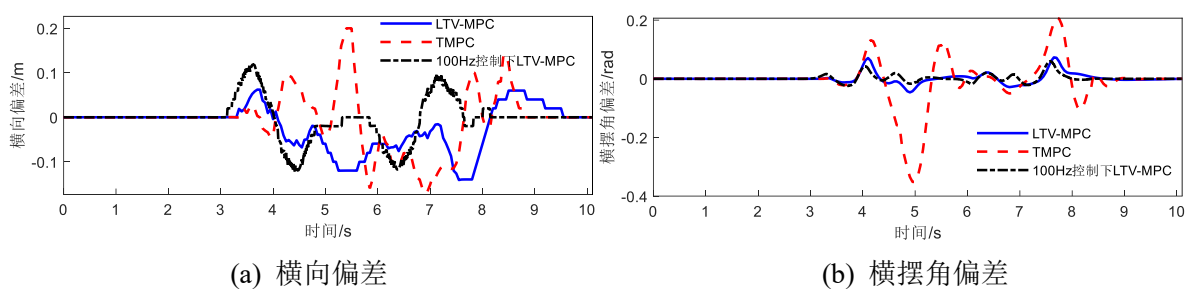 0.2
0.1
0
-0.1
横向偏差/m
LTV-MPC
TMPC
100Hz控制下LTV-MPC
0 1 2 3 4 5 6 7 8 9 10
时间/s
(a) 横向偏差
0.2
0
-0.2
-0.4
横摆角偏差/rad
LTV-MPC
TMPC
100Hz控制下LTV-MPC
0 1 2 3 4 5 6 7 8 9 10
时间/s
(b) 横摆角偏差